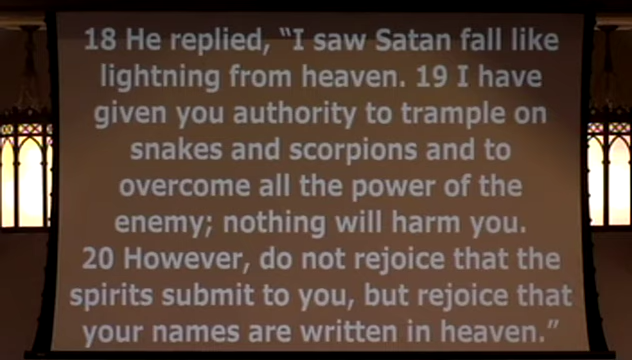 18 He replied, “I saw Satan fall like
lightning from heaven. 19 I have
given you authority to trample on
snakes and scorpions and to
overcome all the power of the
enemy; nothing will harm you.
20 However, do not rejoice that the
spirits submit to you, but rejoice that
your names are written in heaven.”